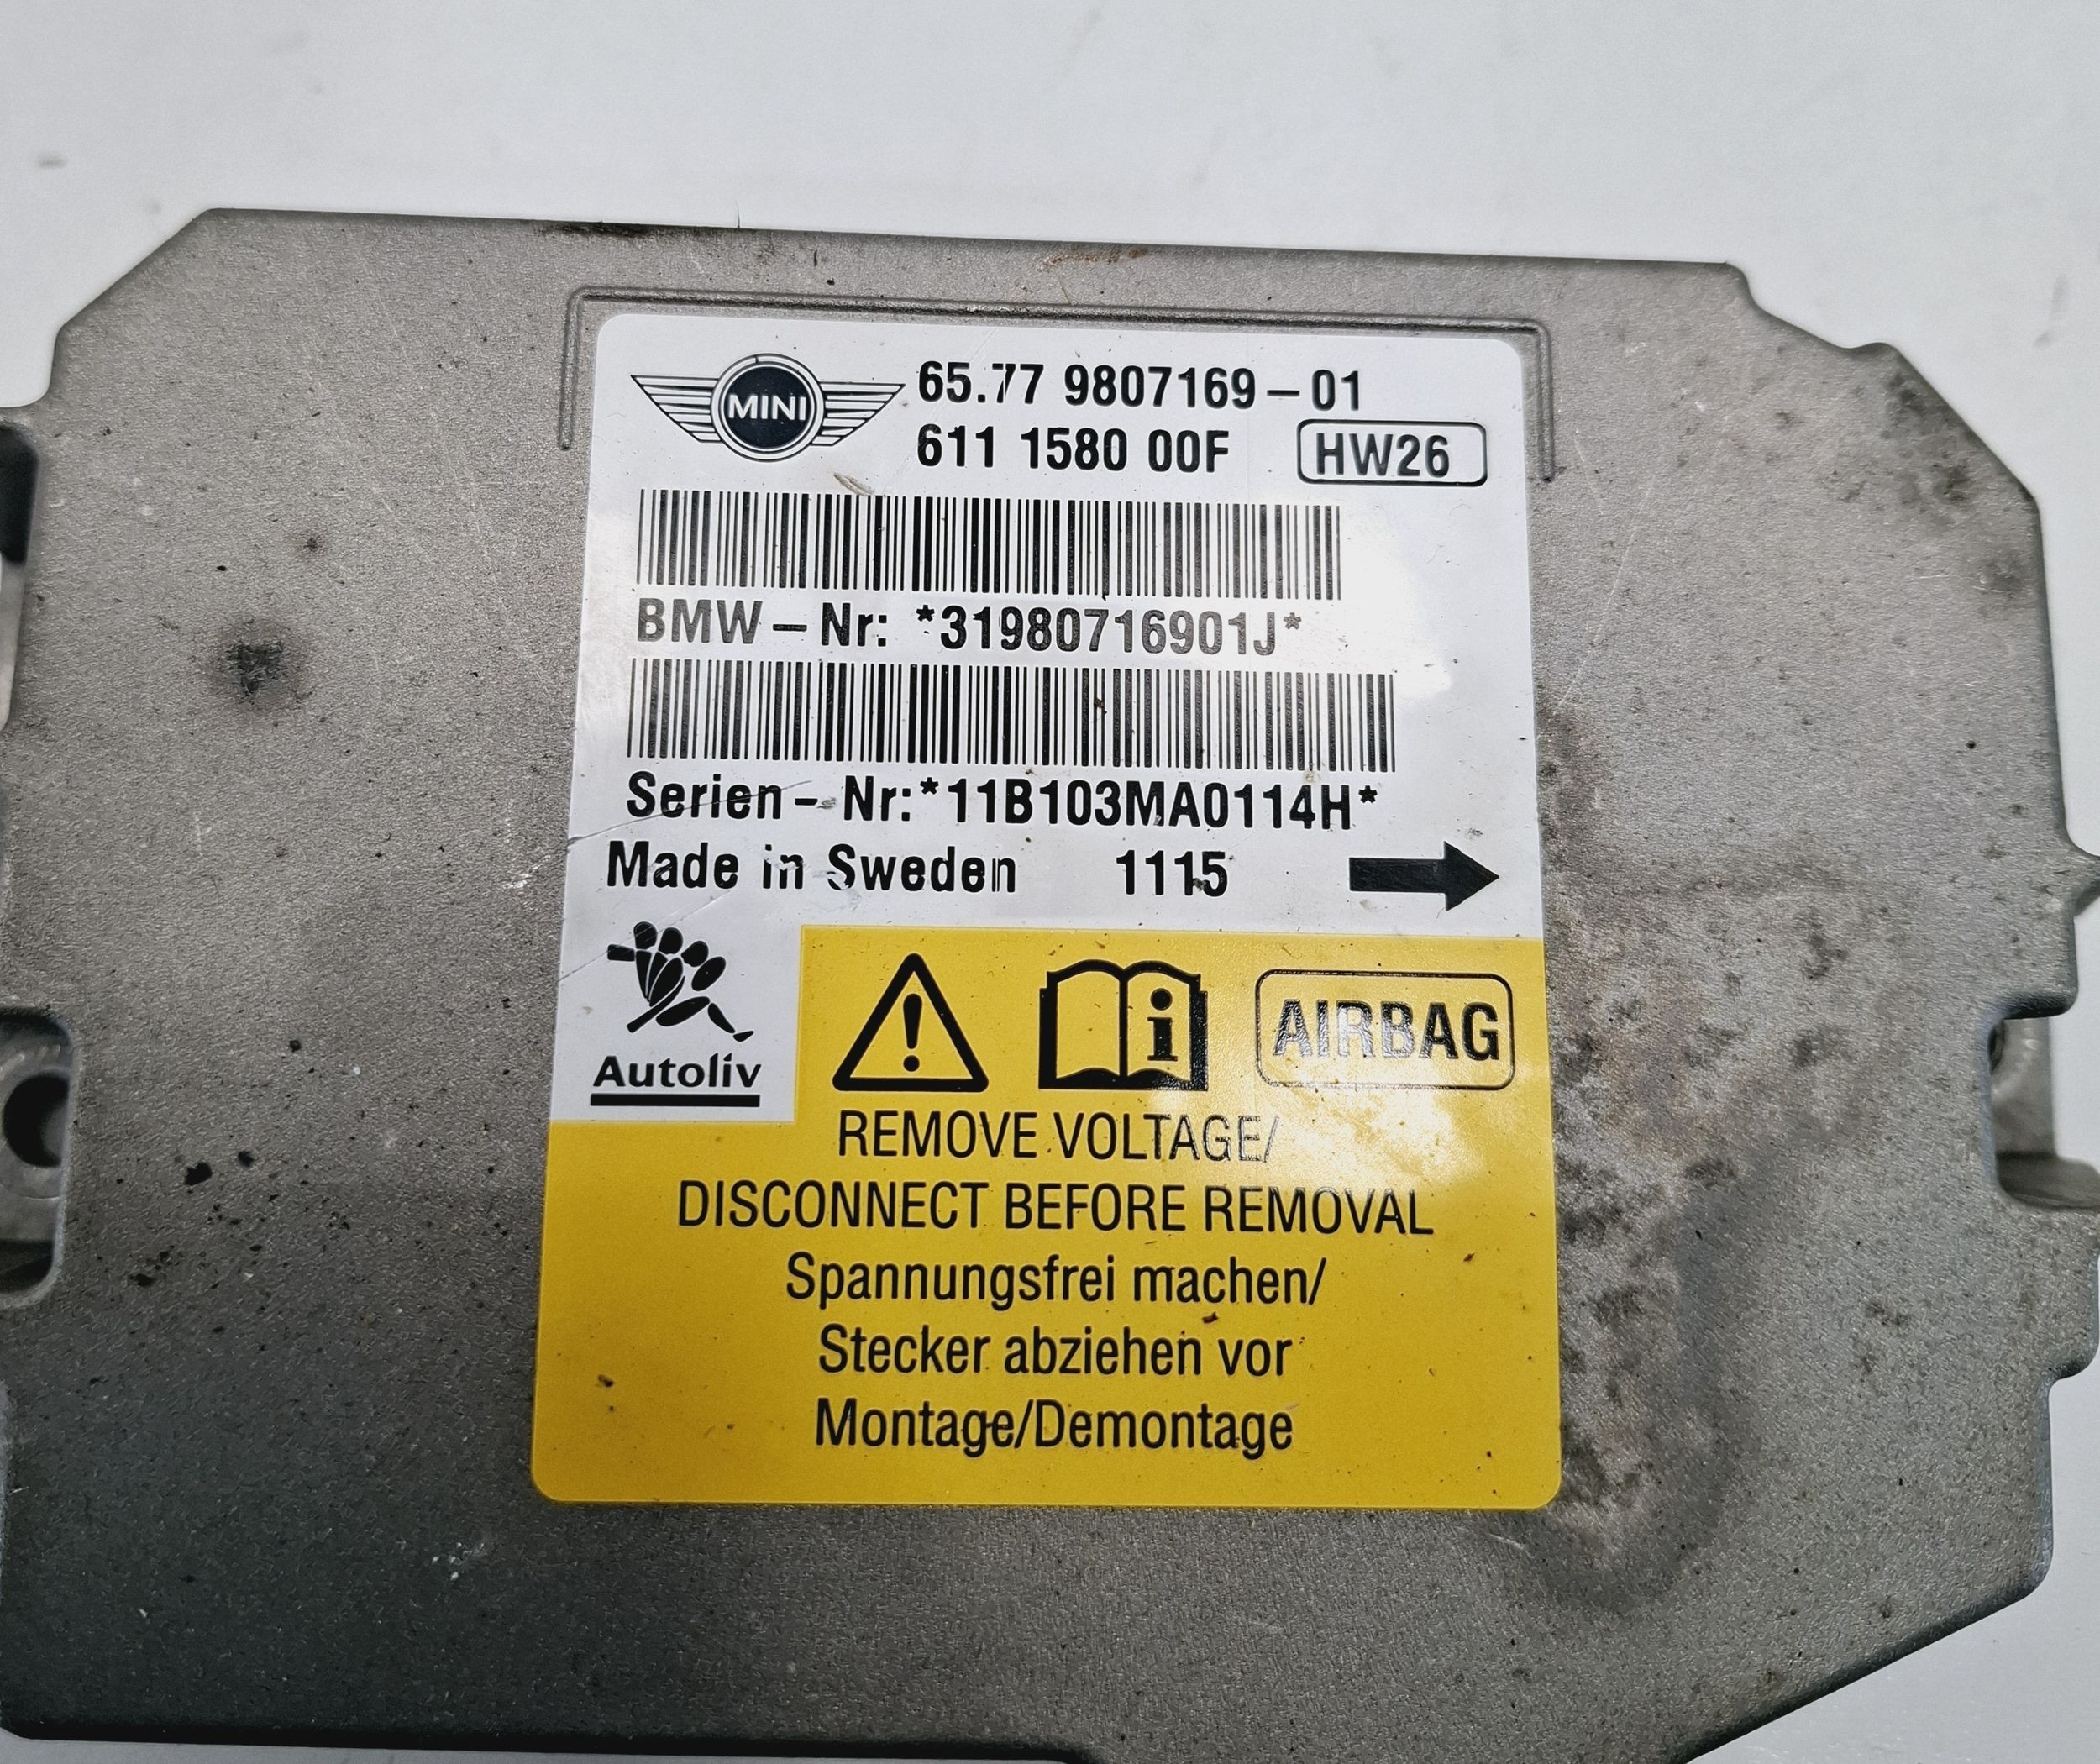 MINI
65.77 9807169-01
611 1580 00F HW26
BMW-Nr: *31980716901J*
Serien-Nr:*11B103MA0114H*
Made in Sweden 1115
Autoliv
AIRBAG
REMOVE VOLTAGE/
DISCONNECT BEFORE REMOVAL
Spannungsfrei machen/
Stecker abziehen vor
Montage/Demontage